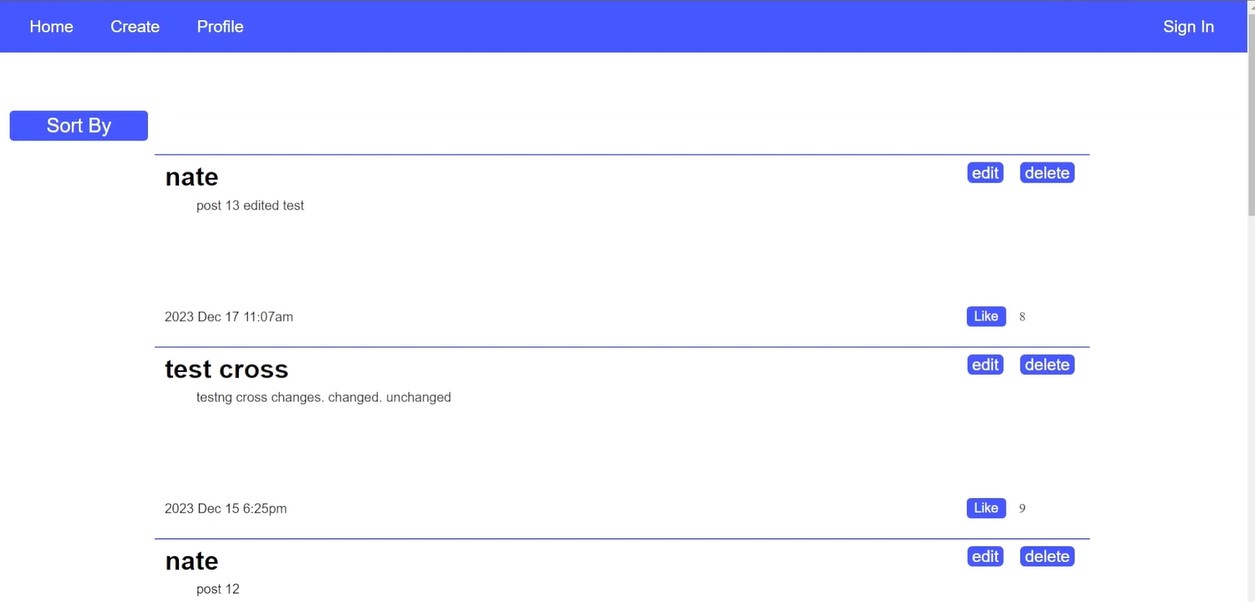 Home Create Profile Sign In
Sort By
nate edit delete
post 13 edited test
2023 Dec 17 11:07am Like 8
test cross edit delete
testng cross changes. changed. unchanged
2023 Dec 15 6:25pm Like 9
nate edit delete
post 12